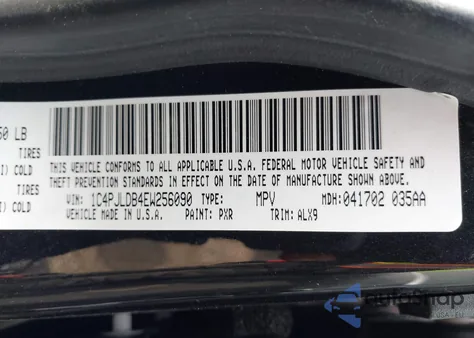 50 LB
TIRES
I) COLD
TIRES
I) COLD
THIS VEHICLE CONFORMS TO ALL APPLICABLE U.S.A. FEDERAL MOTOR VEHICLE SAFETY AND
THEFT PREVENTION STANDARDS IN EFFECT ON THE DATE OF MANUFACTURE SHOWN ABOVE.
VIN: 1C4PJLDB4EW256090 TYPE: MPV MDH: 041702 035AA
VEHICLE MADE IN U.S.A. PAINT: PXR TRIM: ALX9
AutoSnap